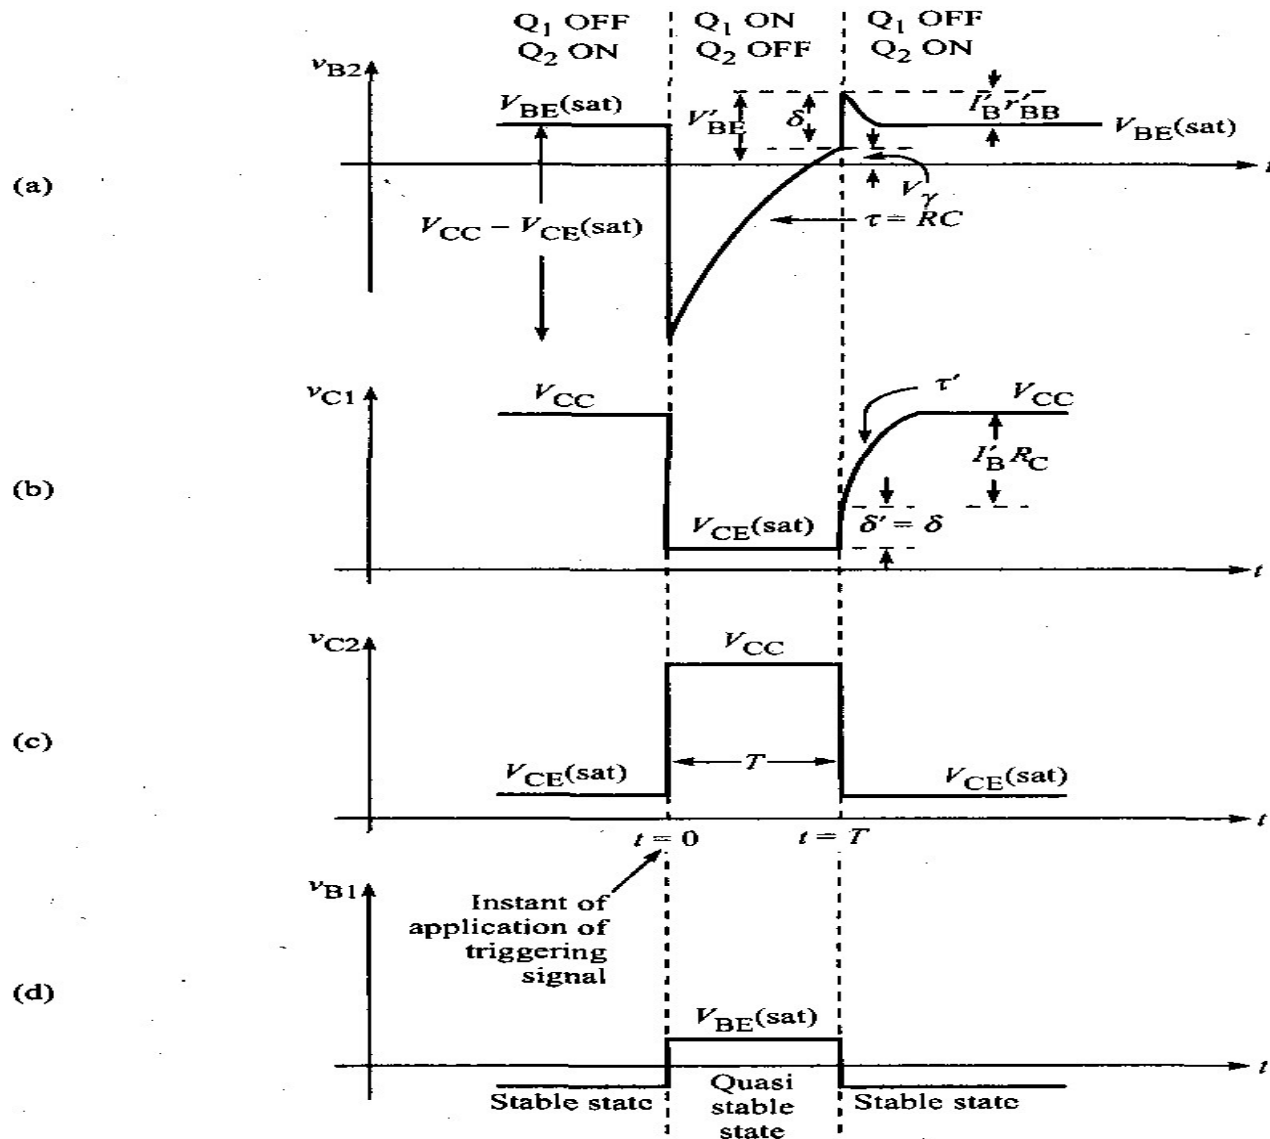 Q1 OFF
Q2 ON
Q1 ON
Q2 OFF
Q1 OFF
Q2 ON
(a)
vB2
VBE(sat)
VCC − VCE(sat)
V′BE
δ
I′B r′BB
VBE(sat)
Vγ
τ = RC
t
(b)
vC1
VCC
VCE(sat)
τ′
VCC
I′B RC
δ′ = δ
t
(c)
vC2
VCC
VCE(sat)
T
VCE(sat)
t
t = 0
t = T
Instant of
application of
triggering
signal
(d)
vB1
VBE(sat)
t
Stable state
Quasi
stable
state
Stable state